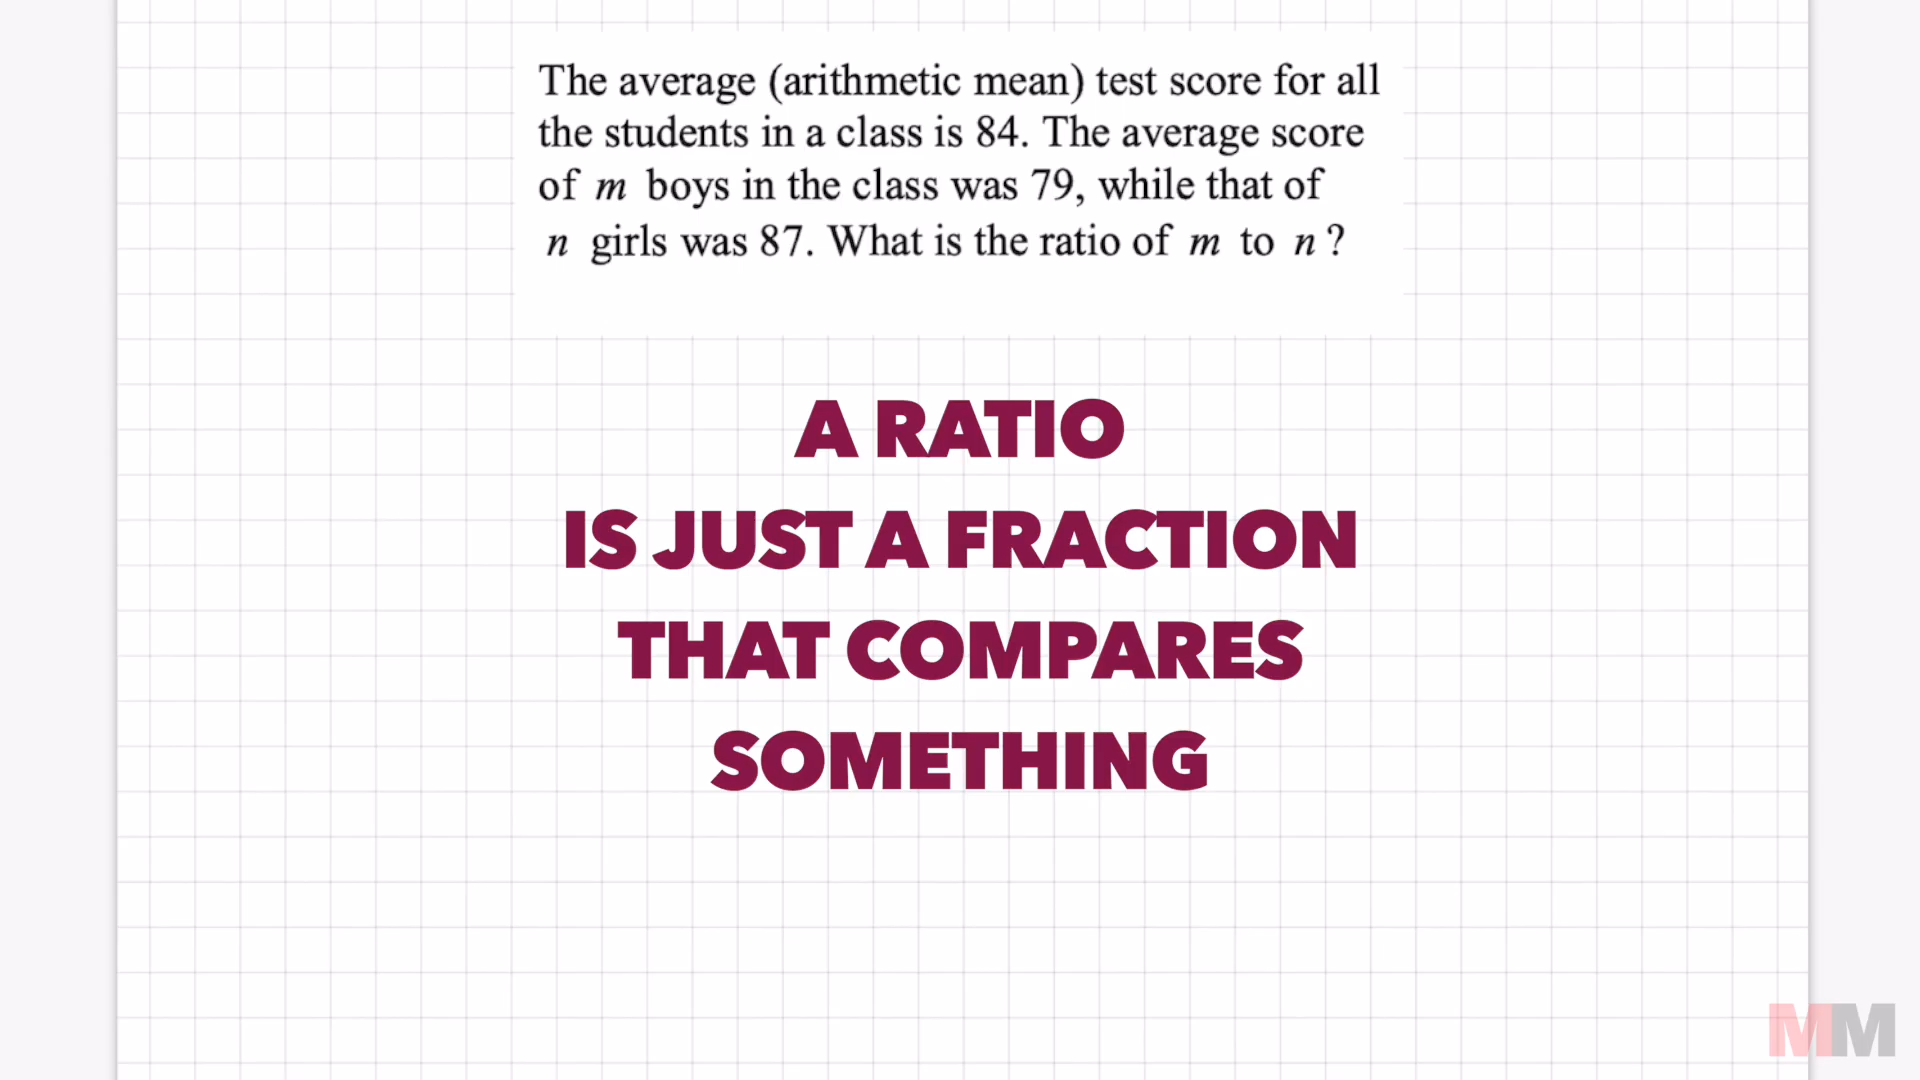 The average (arithmetic mean) test score for all
the students in a class is 84. The average score
of m boys in the class was 79, while that of
n girls was 87. What is the ratio of m to n?
A RATIO
IS JUST A FRACTION
THAT COMPARES
SOMETHING
MM